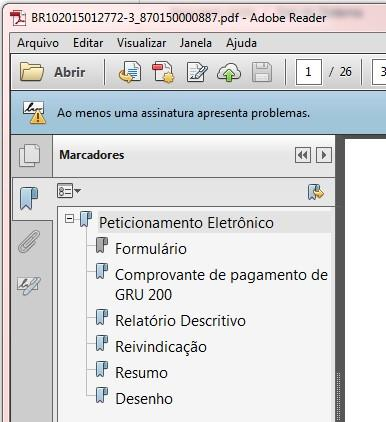 BR102015012772-3_870150000887.pdf - Adobe Reader
Arquivo Editar Visualizar Janela Ajuda
Abrir 1 / 26 3
Ao menos uma assinatura apresenta problemas.
Marcadores
Peticionamento Eletrônico
Formulário
Comprovante de pagamento de
GRU 200
Relatório Descritivo
Reivindicação
Resumo
Desenho